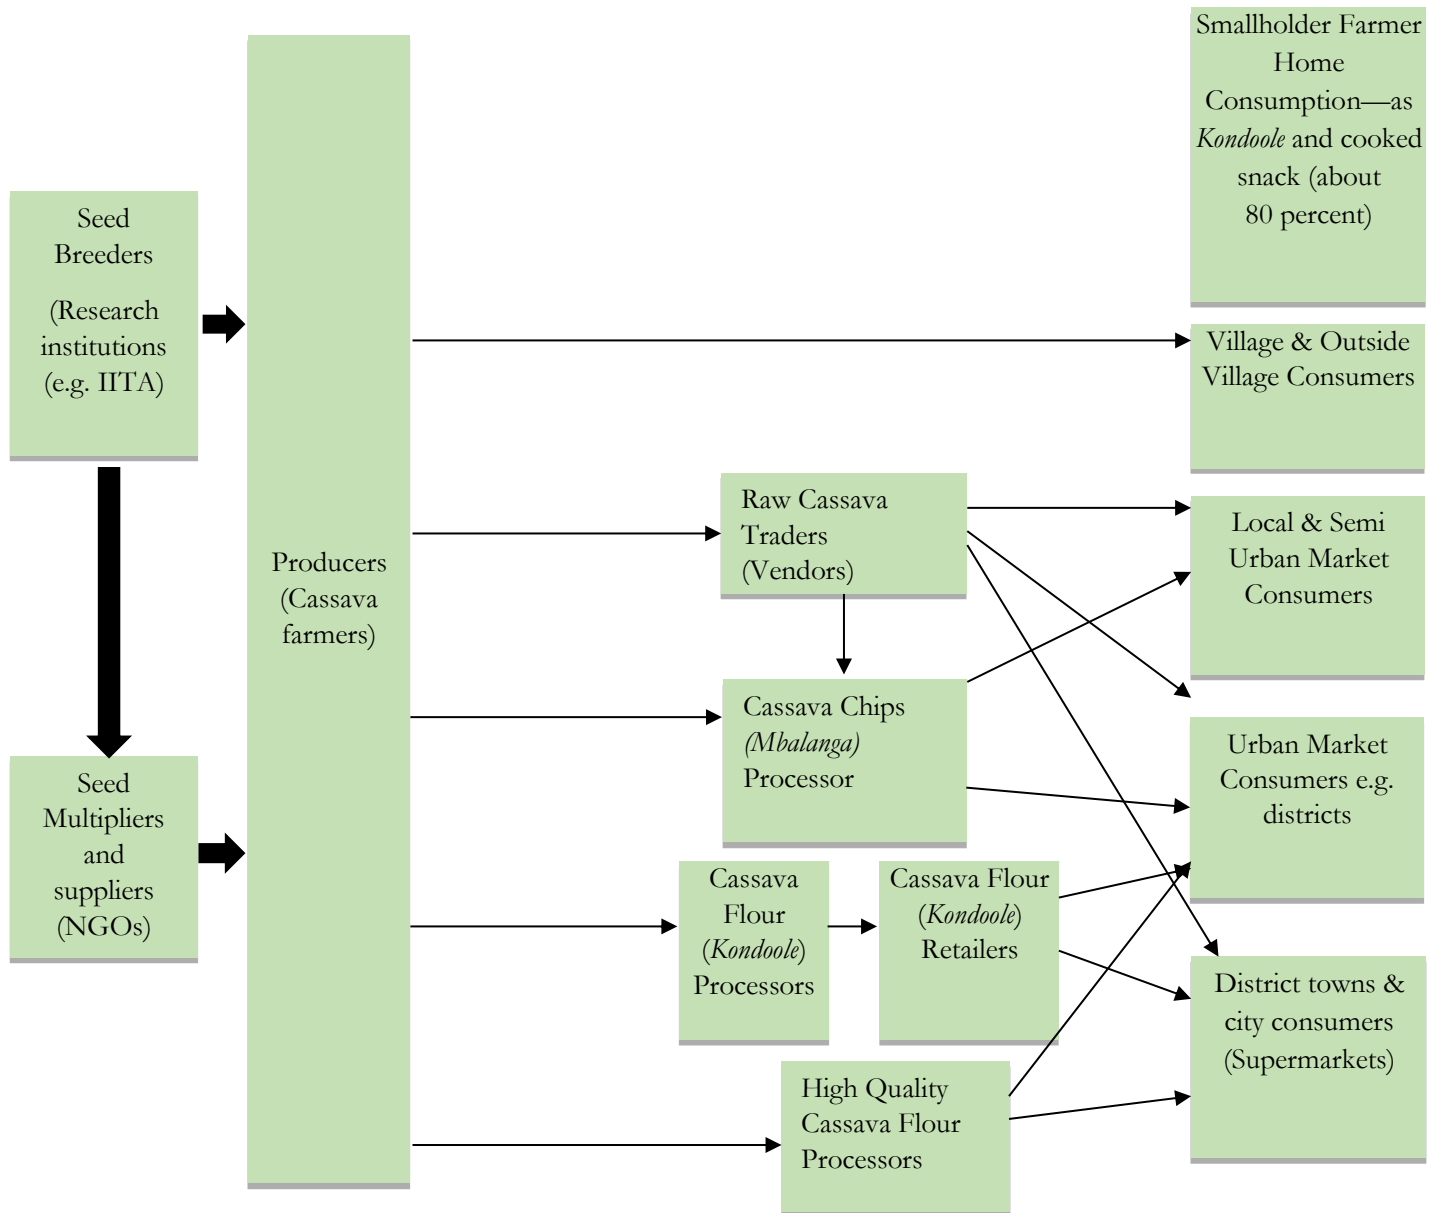 Seed
Breeders
(Research
institutions
(e.g. IITA)
Seed
Multipliers
and
suppliers
(NGOs)
Producers
(Cassava
farmers)
Raw Cassava
Traders
(Vendors)
Cassava Chips
(Mbalanga)
Processor
Cassava
Flour
(Kondoole)
Processors
Cassava Flour
(Kondoole)
Retailers
High Quality
Cassava Flour
Processors
Smallholder Farmer
Home
Consumption—as
Kondoole and cooked
snack (about
80 percent)
Village & Outside
Village Consumers
Local & Semi
Urban Market
Consumers
Urban Market
Consumers e.g.
districts
District towns &
city consumers
(Supermarkets)